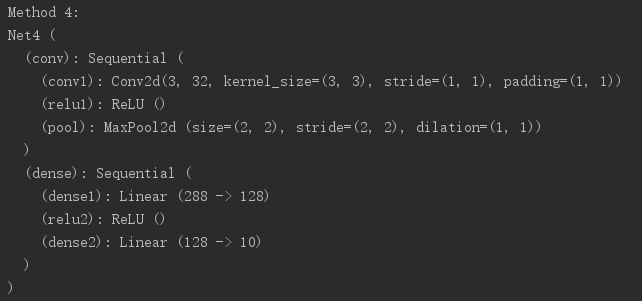 Method 4:
Net4 (
  (conv): Sequential (
    (conv1): Conv2d(3, 32, kernel_size=(3, 3), stride=(1, 1), padding=(1, 1))
    (relu1): ReLU ()
    (pool): MaxPool2d (size=(2, 2), stride=(2, 2), dilation=(1, 1))
  )
  (dense): Sequential (
    (dense1): Linear (288 -> 128)
    (relu2): ReLU ()
    (dense2): Linear (128 -> 10)
  )
)